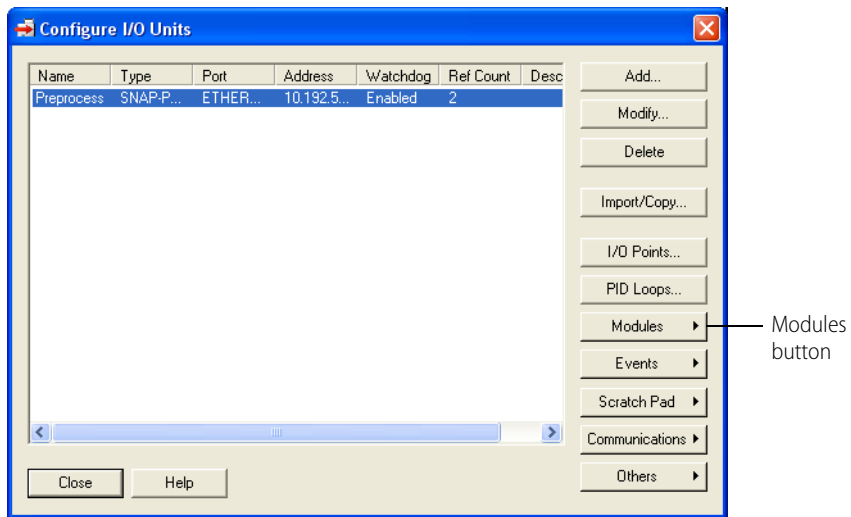 Configure I/O Units
Name Type Port Address Watchdog Ref Count Desc
Preprocess SNAP-P... ETHER... 10.192.5... Enabled 2
Add...
Modify...
Delete
Import/Copy...
I/O Points...
PID Loops...
Modules
Events
Scratch Pad
Communications
Others
Close Help
Modules
button